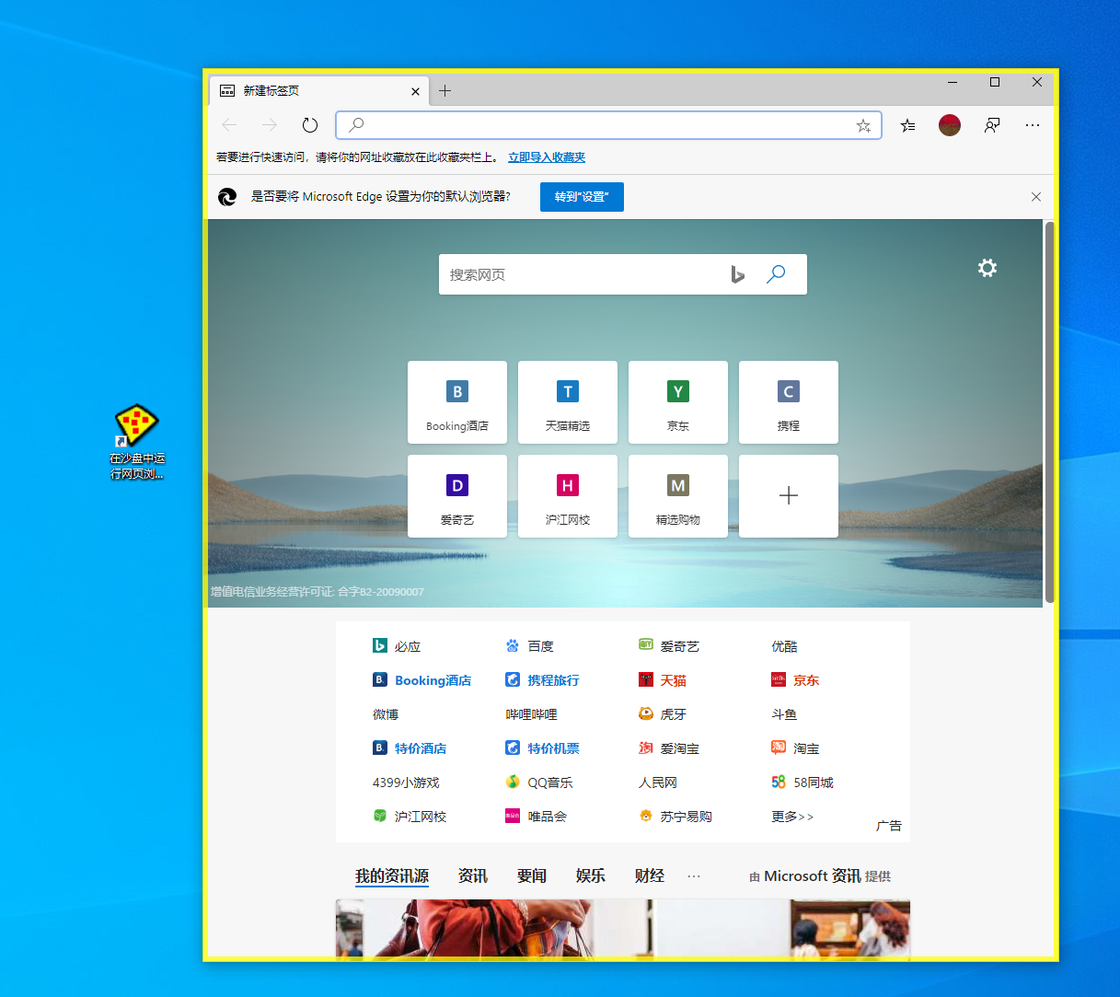 新建标签页
若要进行快速访问，请将你的网址收藏放在此收藏夹栏上。 立即导入收藏夹
是否要将 Microsoft Edge 设置为你的默认浏览器? 转到"设置"
搜索网页
B T Y C
Booking酒店 天猫精选 京东 携程
在沙盘中运
行网页浏...
D H M
爱奇艺 沪江网校 精选购物
增值电信业务经营许可证: 合字B2-20090007
必应 百度 爱奇艺 优酷
B. Booking酒店 携程旅行 天猫 京东
微博 哔哩哔哩 虎牙 斗鱼
B. 特价酒店 特价机票 淘 爱淘宝 淘 淘宝
4399小游戏 QQ音乐 人民网 58 58同城
沪江网校 唯品会 苏宁易购 更多>>
广告
我的资讯源 资讯 要闻 娱乐 财经 ... 由 Microsoft 资讯 提供